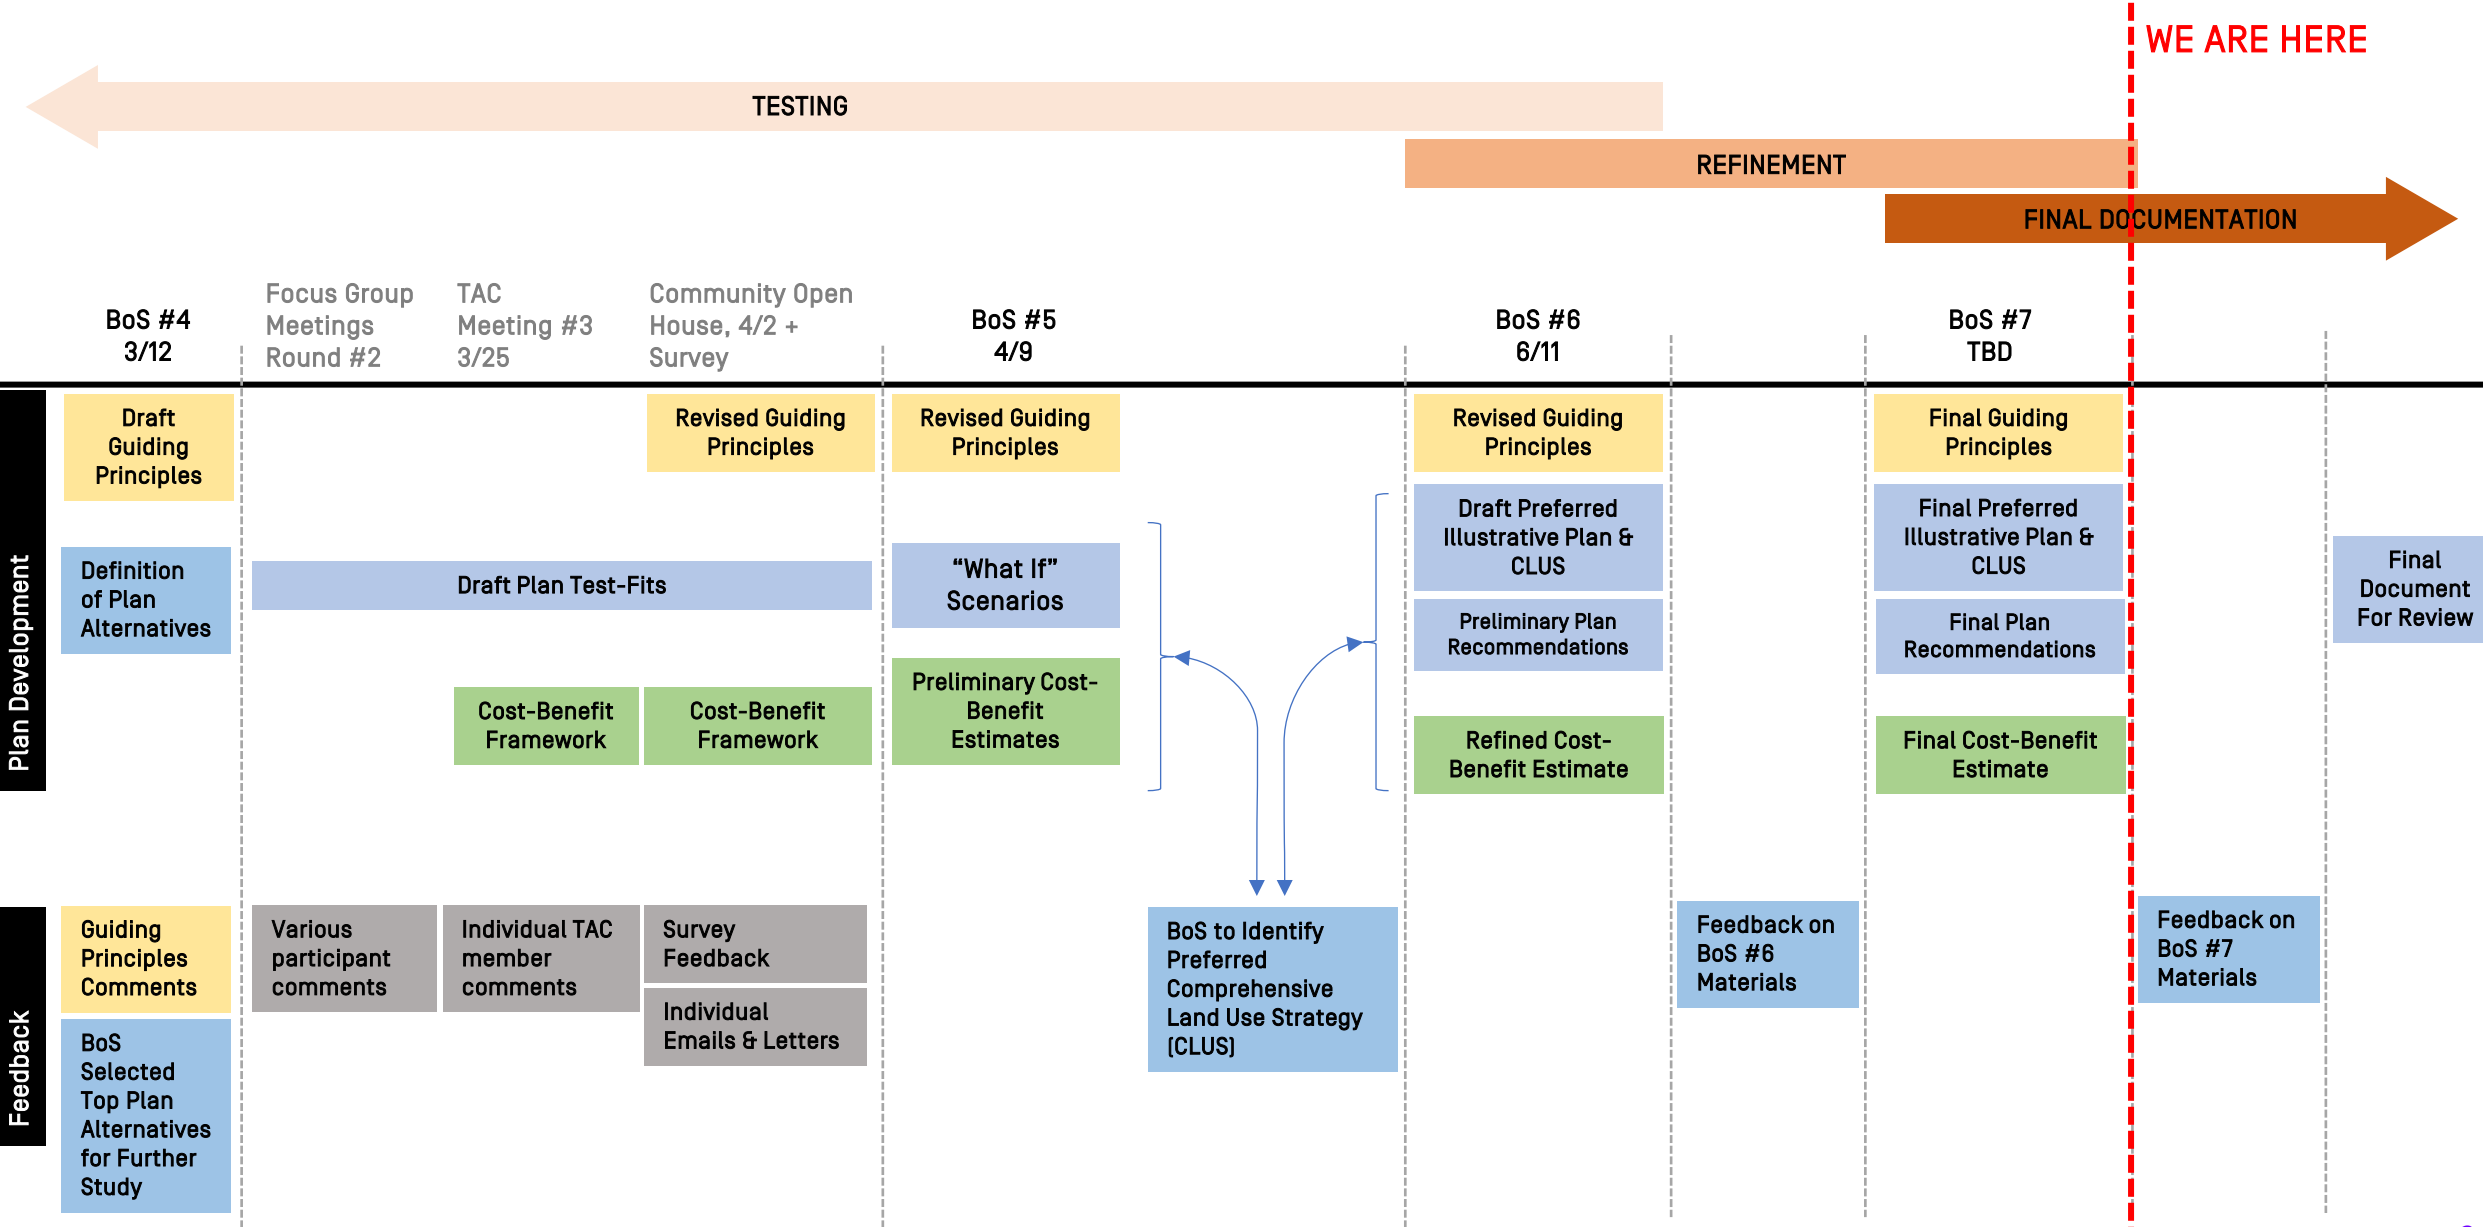 WE ARE HERE
TESTING
REFINEMENT
FINAL DOCUMENTATION
BoS #4
3/12
Focus Group
Meetings
Round #2
TAC
Meeting #3
3/25
Community Open
House, 4/2 +
Survey
BoS #5
4/9
BoS #6
6/11
BoS #7
TBD
Plan Development
Draft
Guiding
Principles
Revised Guiding
Principles
Revised Guiding
Principles
Revised Guiding
Principles
Final Guiding
Principles
Definition
of Plan
Alternatives
Draft Plan Test-Fits
“What If”
Scenarios
Draft Preferred
Illustrative Plan &
CLUS
Final Preferred
Illustrative Plan &
CLUS
Final
Document
For Review
Preliminary Plan
Recommendations
Final Plan
Recommendations
Cost-Benefit
Framework
Cost-Benefit
Framework
Preliminary Cost-
Benefit
Estimates
Refined Cost-
Benefit Estimate
Final Cost-Benefit
Estimate
Feedback
Guiding
Principles
Comments
BoS
Selected
Top Plan
Alternatives
for Further
Study
Various
participant
comments
Individual TAC
member
comments
Survey
Feedback
Individual
Emails & Letters
BoS to Identify
Preferred
Comprehensive
Land Use Strategy
(CLUS)
Feedback on
BoS #6
Materials
Feedback on
BoS #7
Materials